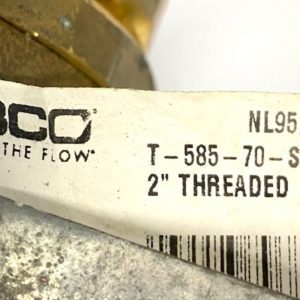 BCO
THE FLOW®
NL95
T-585-70-S
2" THREADED